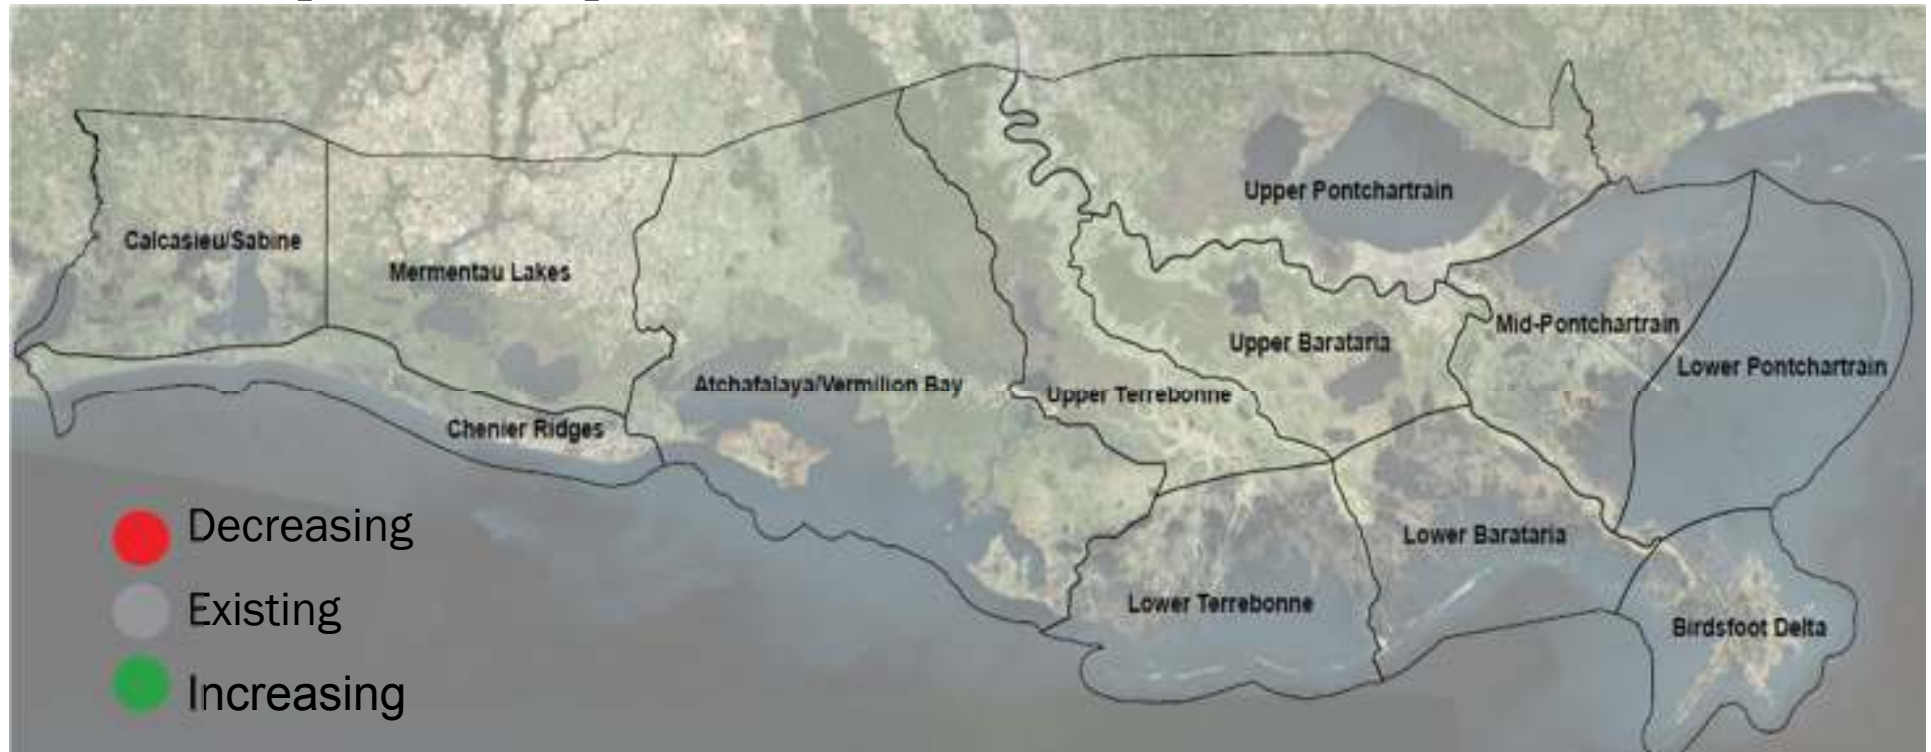 Upper Pontchartrain
Calcasieu/Sabine
Mermentau Lakes
Mid-Pontchartrain
Upper Barataria
Lower Pontchartrain
Atchafalaya/Vermilion Bay
Upper Terrebonne
Chenier Ridges
Lower Barataria
Lower Terrebonne
Birdsfoot Delta
Decreasing
Existing
Increasing